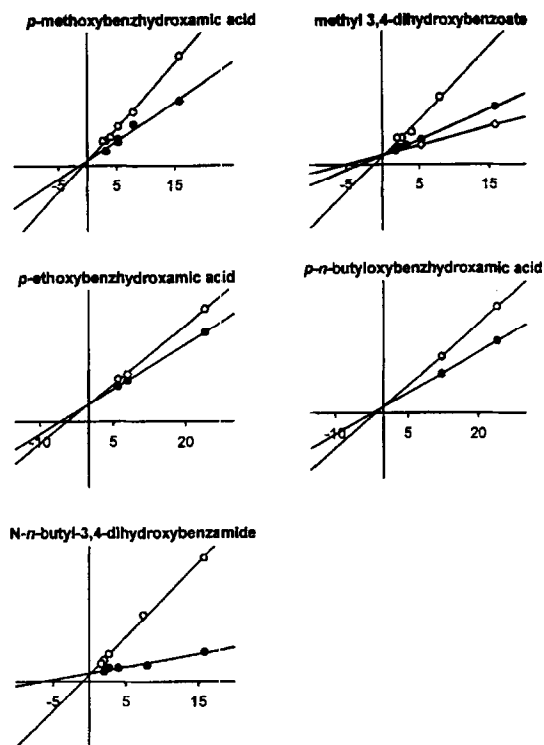 p-methoxybenzhydroxamic acid
-5 5 15
methyl 3,4-dihydroxybenzoate
-5 5 15
p-ethoxybenzhydroxamic acid
-10 5 20
p-n-butyloxybenzhydroxamic acid
-10 5 20
N-n-butyl-3,4-dihydroxybenzamide
-5 5 15